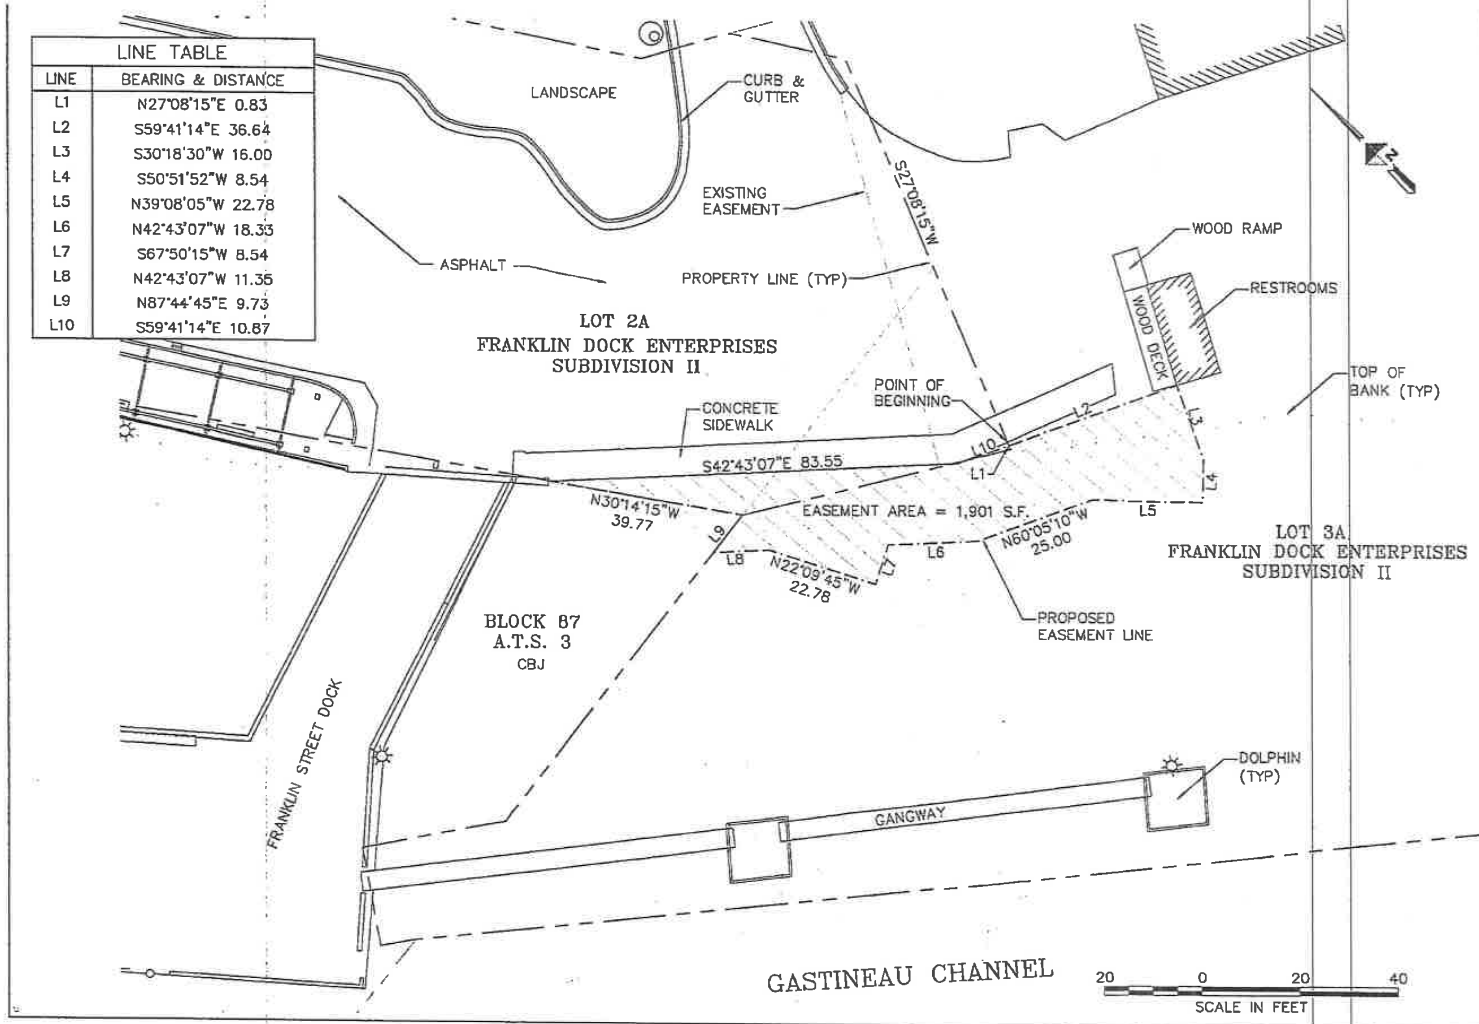 LINE TABLE
LINE BEARING & DISTANCE
L1 N27°08'15"E 0.83
L2 S59°41'14"E 36.64
L3 S30°18'30"W 16.00
L4 S50°51'52"W 8.54
L5 N39°08'05"W 22.78
L6 N42°43'07"W 18.33
L7 S67°50'15"W 8.54
L8 N42°43'07"W 11.35
L9 N87°44'45"E 9.73
L10 S59°41'14"E 10.87
LANDSCAPE
CURB &
GUTTER
N
EXISTING
EASEMENT
S27°08'15"W
WOOD RAMP
ASPHALT
PROPERTY LINE (TYP)
RESTROOMS
WOOD DECK
LOT 2A
FRANKLIN DOCK ENTERPRISES
SUBDIVISION II
TOP OF
BANK (TYP)
POINT OF
BEGINNING
CONCRETE
SIDEWALK
L2
L3
L10
S42°43'07"E 83.55
L1
L4
N30°14'15"W
39.77
EASEMENT AREA = 1,901 S.F.
L5
L9
N60°05'10"W
25.00
L6
L8
L7
N22°09'45"W
22.78
LOT 3A
FRANKLIN DOCK ENTERPRISES
SUBDIVISION II
BLOCK 87
A.T.S. 3
CBJ
PROPOSED
EASEMENT LINE
FRANKLIN STREET DOCK
DOLPHIN
(TYP)
GANGWAY
GASTINEAU CHANNEL
20 0 20 40
SCALE IN FEET